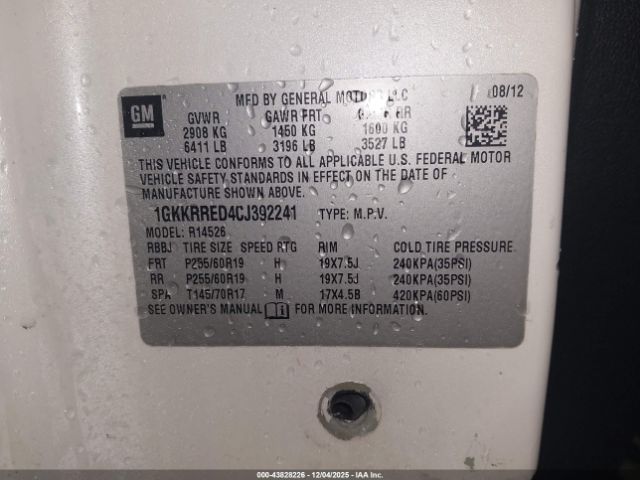 GM
MFD BY GENERAL MOTORS LLC 08/12
GVWR GAWR FRT GAWR RR
2908 KG 1450 KG 1600 KG
6411 LB 3196 LB 3527 LB
THIS VEHICLE CONFORMS TO ALL APPLICABLE U.S. FEDERAL MOTOR
VEHICLE SAFETY STANDARDS IN EFFECT ON THE DATE OF
MANUFACTURE SHOWN ABOVE.
1GKKRRED4CJ392241 TYPE: M.P.V.
MODEL: R14526
RBBJ TIRE SIZE SPEED RTG RIM COLD TIRE PRESSURE
FRT P255/60R19 H 19X7.5J 240KPA(35PSI)
RR P255/60R19 H 19X7.5J 240KPA(35PSI)
SPA T145/70R17 M 17X4.5B 420KPA(60PSI)
SEE OWNER'S MANUAL FOR MORE INFORMATION.
000-43828226 - 12/04/2025 - IAA, Inc.